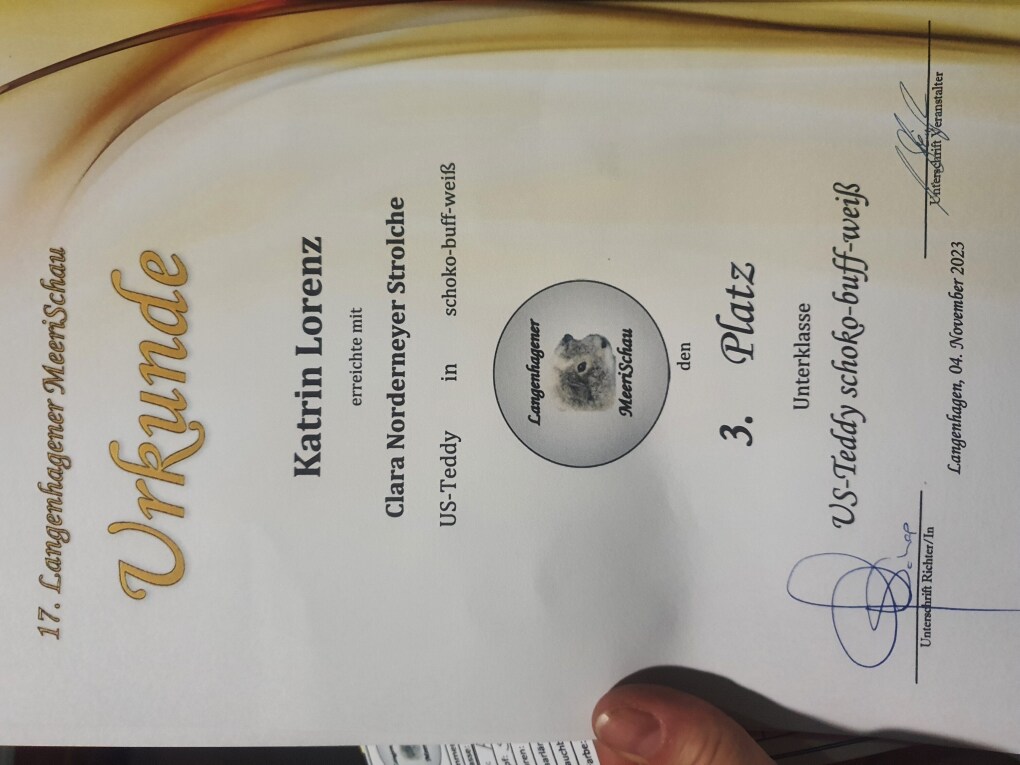 17. Langenhagener MeeriSchau
Urkunde
Katrin Lorenz
erreichte mit
Clara Norderneyer Strolche
US-Teddy in schoko-buff-weiß
Langenhagener
MeeriSchau
den
3. Platz
Unterklasse
US-Teddy schoko-buff-weiß
Unterschrift Richter/In
Unterschrift Veranstalter
Langenhagen, 04. November 2023